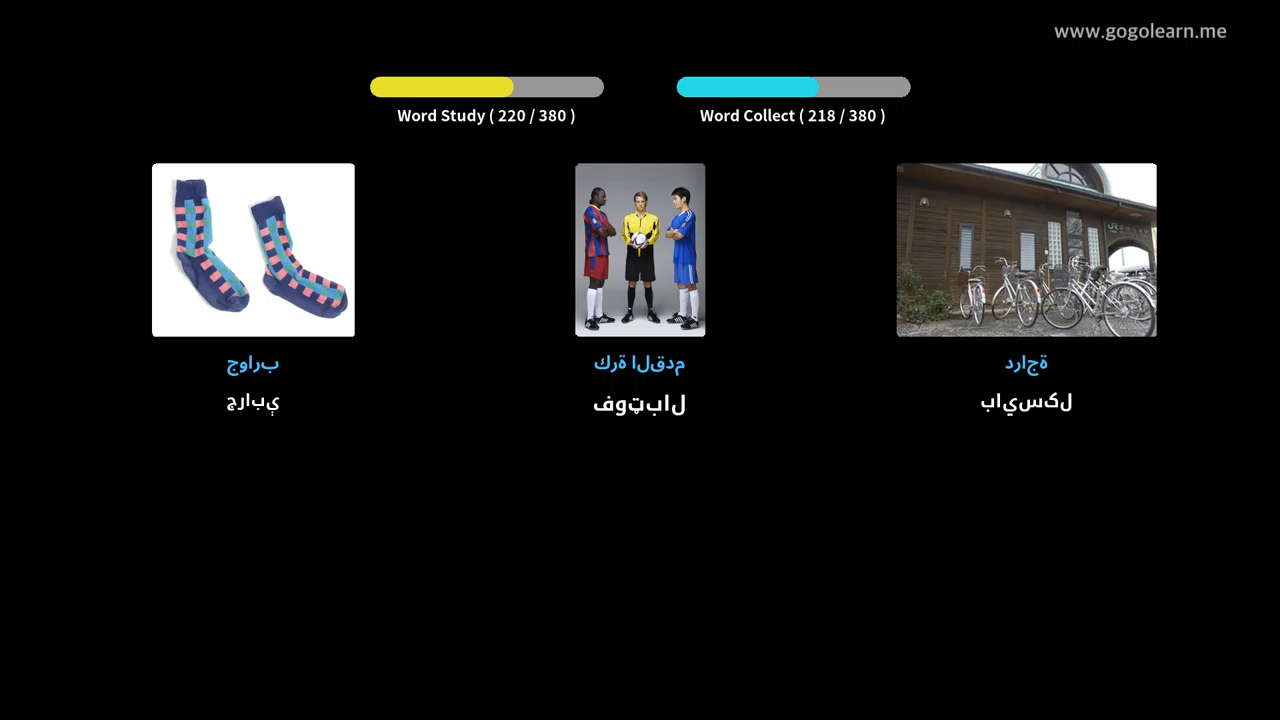 www.gogolearn.me
Word Study ( 220 / 380 )
Word Collect ( 218 / 380 )
جوارب
كرة القدم
دراجة
جرابې
فوټبال
بايسکل